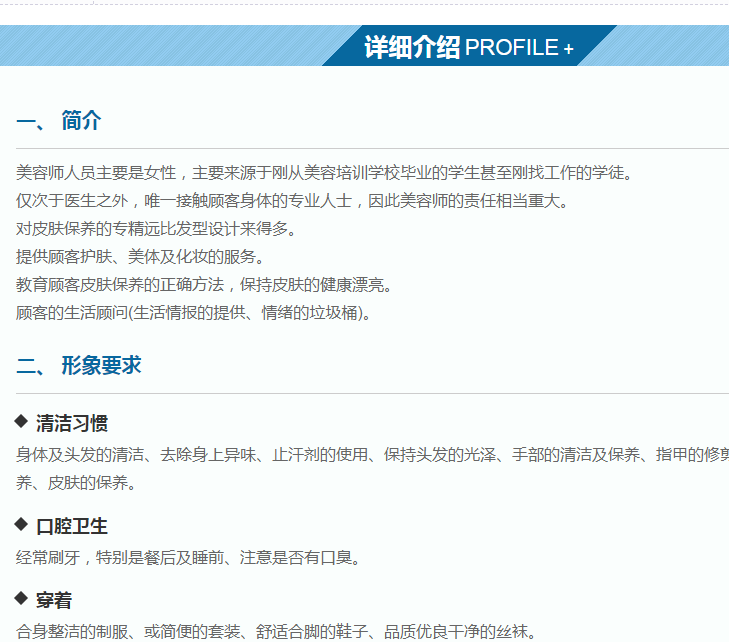 详细介绍 PROFILE +
一、 简介
美容师人员主要是女性，主要来源于刚从美容培训学校毕业的学生甚至刚找工作的学徒。
仅次于医生之外，唯一接触顾客身体的专业人士，因此美容师的责任相当重大。
对皮肤保养的专精远比发型设计来得多。
提供顾客护肤、美体及化妆的服务。
教育顾客皮肤保养的正确方法，保持皮肤的健康漂亮。
顾客的生活顾问(生活情报的提供、情绪的垃圾桶)。
二、 形象要求
◆ 清洁习惯
身体及头发的清洁、去除身上异味、止汗剂的使用、保持头发的光泽、手部的清洁及保养、指甲的修剪
养、皮肤的保养。
◆ 口腔卫生
经常刷牙，特别是餐后及睡前、注意是否有口臭。
◆ 穿着
合身整洁的制服、或简便的套装、舒适合脚的鞋子、品质优良干净的丝袜。